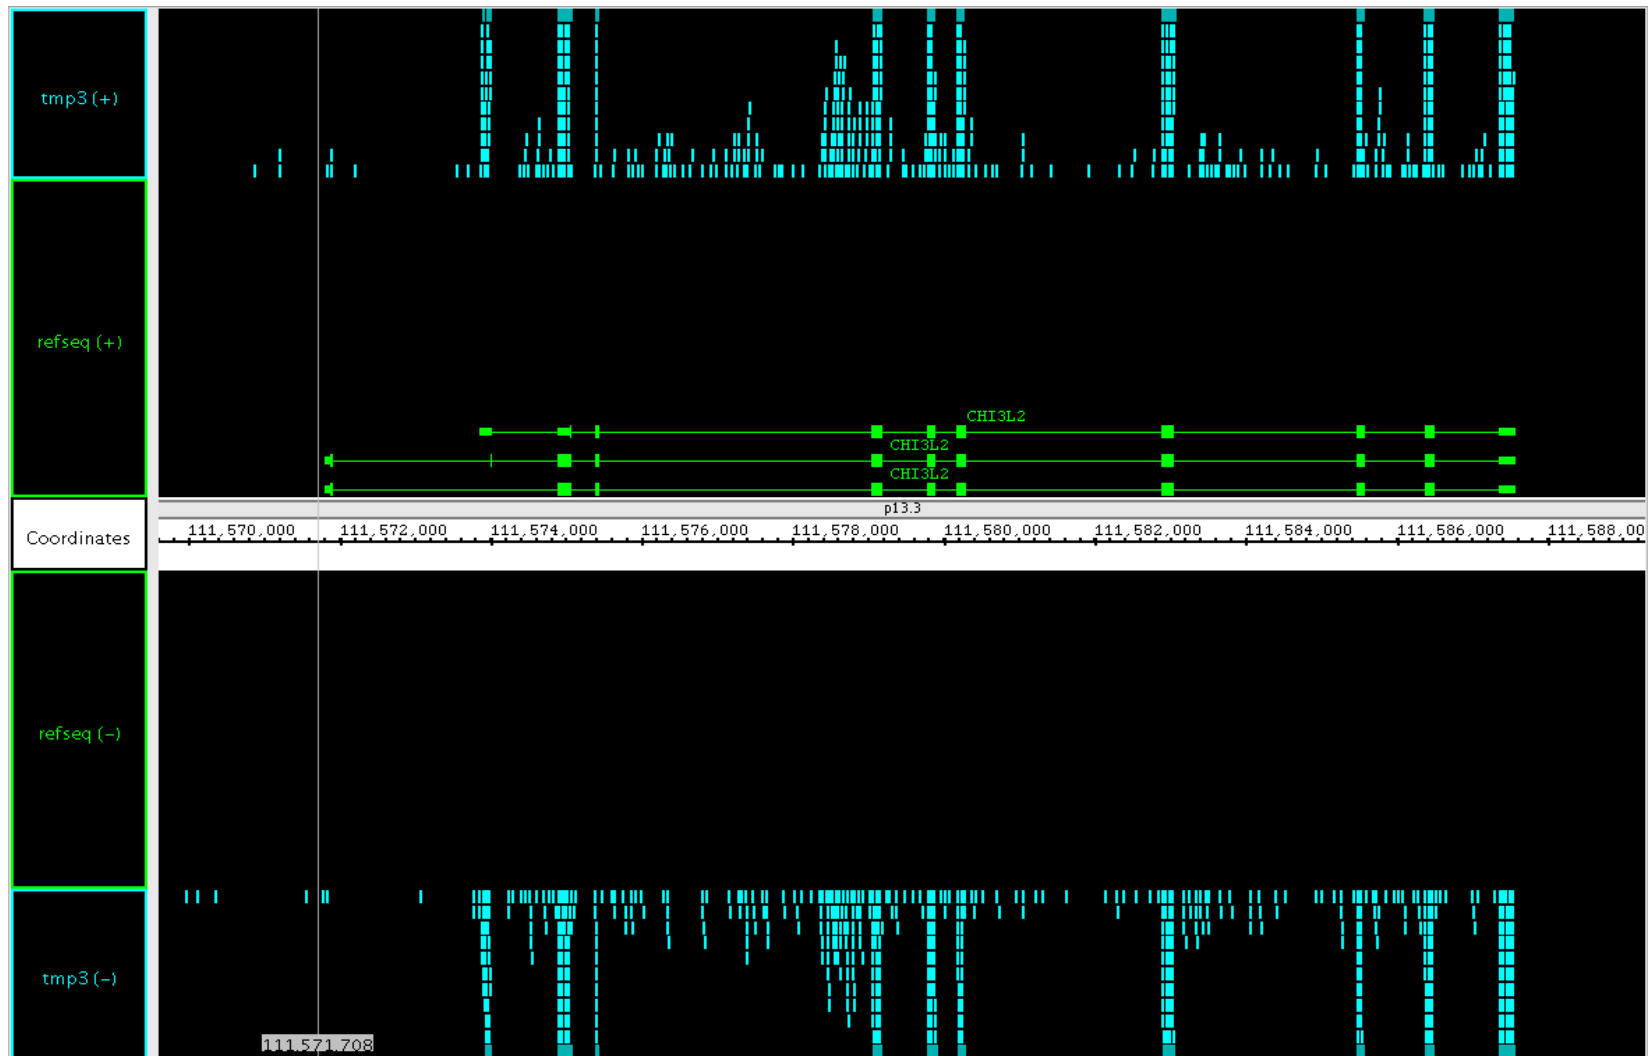 tmp3 (+)
refseq (+)
CHI3L2
CHI3L2
CHI3L2
p13.3
Coordinates
111,570,000 111,572,000 111,574,000 111,576,000 111,578,000 111,580,000 111,582,000 111,584,000 111,586,000 111,588,00
refseq (-)
tmp3 (-)
111,571,708